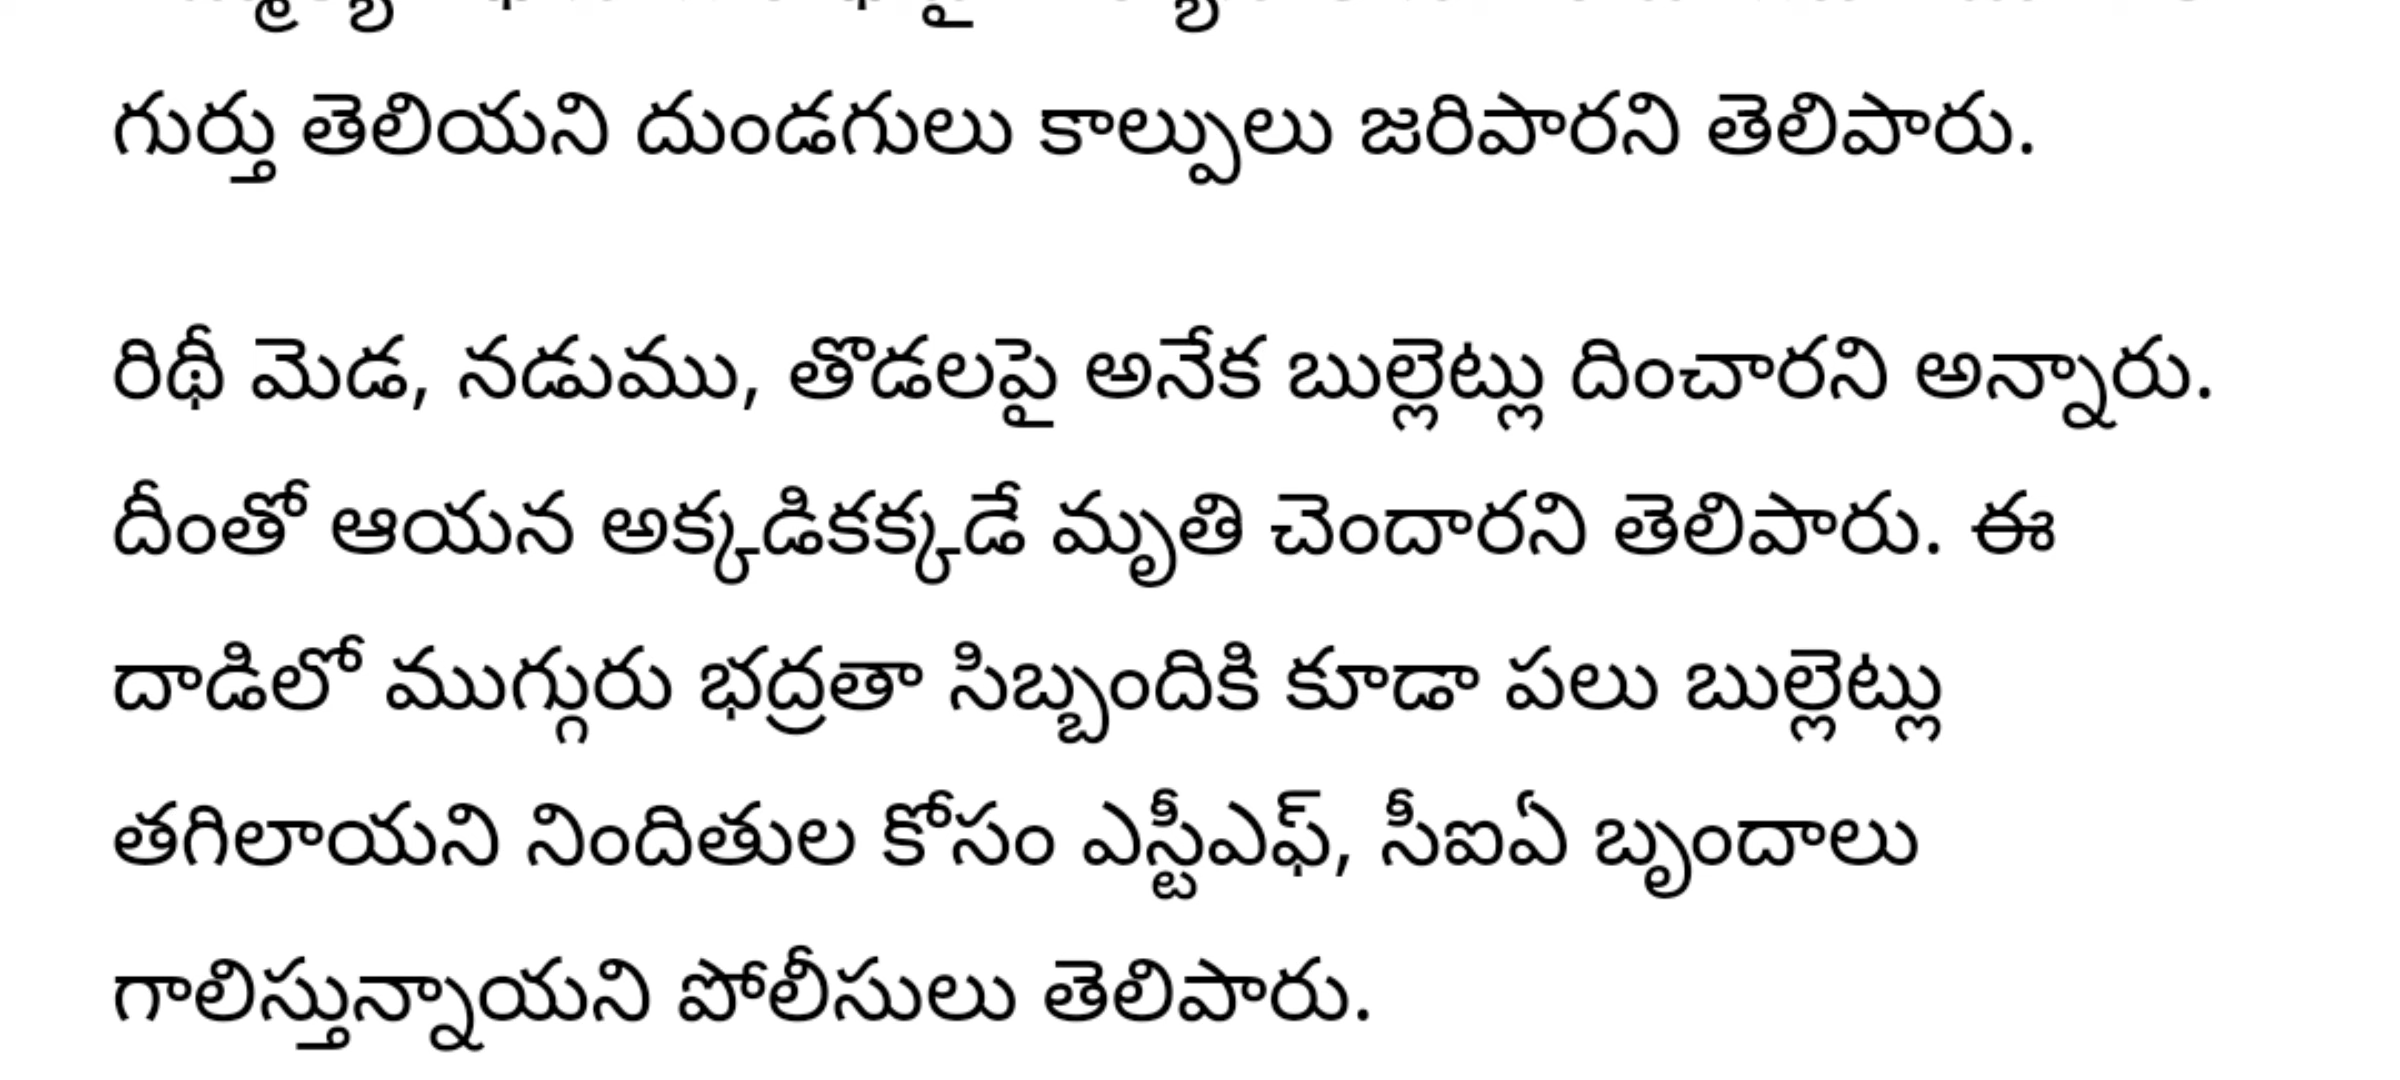 గుర్తు తెలియని దుండగులు కాల్పులు జరిపారని తెలిపారు.
రిథీ మెడ, నడుము, తొడలపై అనేక బుల్లెట్లు దించారని అన్నారు.
దీంతో ఆయన అక్కడికక్కడే మృతి చెందారని తెలిపారు. ఈ
దాడిలో ముగ్గురు భద్రతా సిబ్బందికి కూడా పలు బుల్లెట్లు
తగిలాయని నిందితుల కోసం ఎస్టీఎఫ్, సీఐఏ బృందాలు
గాలిస్తున్నాయని పోలీసులు తెలిపారు.